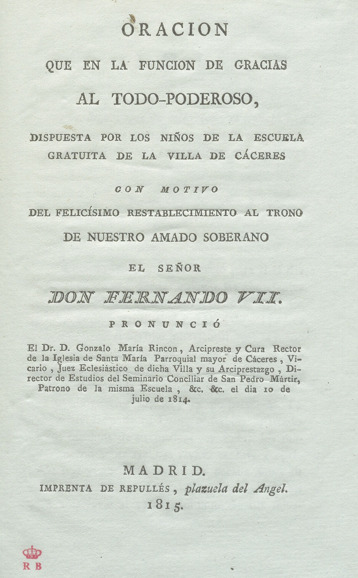 ORACION
QUE EN LA FUNCION DE GRACIAS
AL TODO-PODEROSO,
DISPUESTA POR LOS NIÑOS DE LA ESCUELA
GRATUITA DE LA VILLA DE CÁCERES
CON MOTIVO
DEL FELICÍSIMO RESTABLECIMIENTO AL TRONO
DE NUESTRO AMADO SOBERANO
EL SEÑOR
DON FERNANDO VII.
PRONUNCIÓ
El Dr. D. Gonzalo María Rincon, Arcipreste y Cura Rector
de la Iglesia de Santa María Parroquial mayor de Cáceres, Vi-
cario, Juez Eclesiástico de dicha Villa y su Arciprestazgo, Di-
rector de Estudios del Seminario Conciliar de San Pedro Mártir,
Patrono de la misma Escuela, &c. &c. el dia 10 de
julio de 1814.
MADRID.
IMPRENTA DE REPULLÉS, plazuela del Angel.
1815.
R B